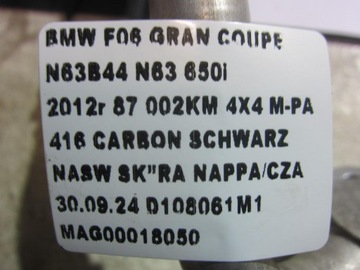 BMW F06 GRAN COUPE
N63B44 N63 650i
2012r 87 002KM 4X4 M-PA
416 CARBON SCHWARZ
NASW SK"RA NAPPA/CZA
30.09.24 D108061M1
MAG00018050